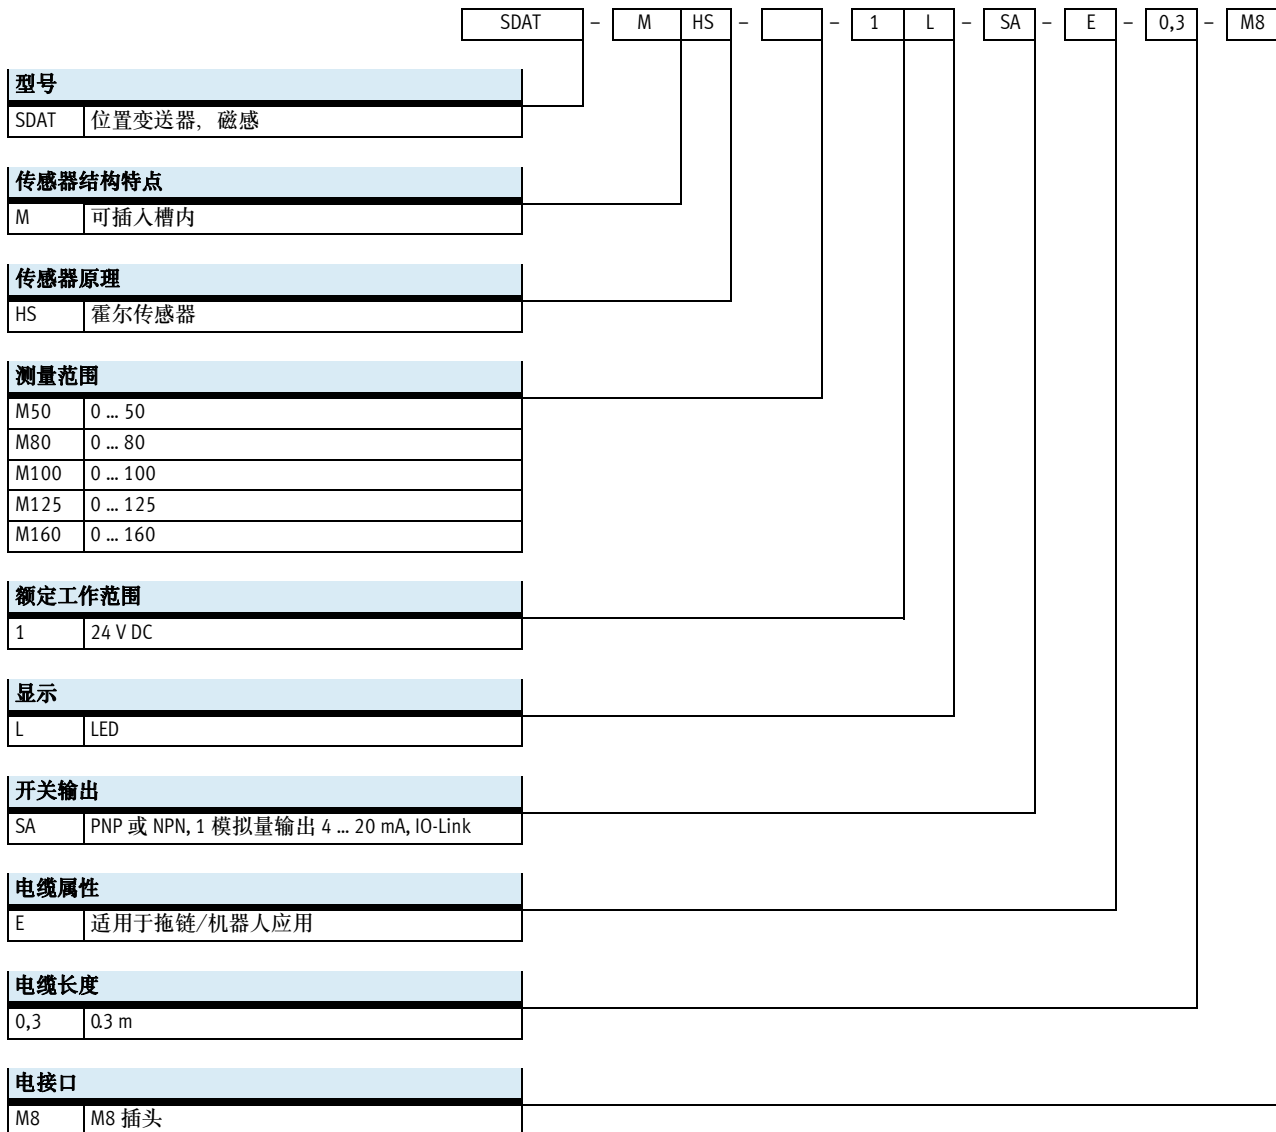 SDAT – M HS – – 1 L – SA – E – 0,3 – M8
型号
SDAT 位置变送器, 磁感
传感器结构特点
M 可插入槽内
传感器原理
HS 霍尔传感器
测量范围
M50 0 ... 50
M80 0 ... 80
M100 0 ... 100
M125 0 ... 125
M160 0 ... 160
额定工作范围
1 24 V DC
显示
L LED
开关输出
SA PNP 或 NPN, 1 模拟量输出 4 ... 20 mA, IO-Link
电缆属性
E 适用于拖链/机器人应用
电缆长度
0,3 0.3 m
电接口
M8 M8 插头